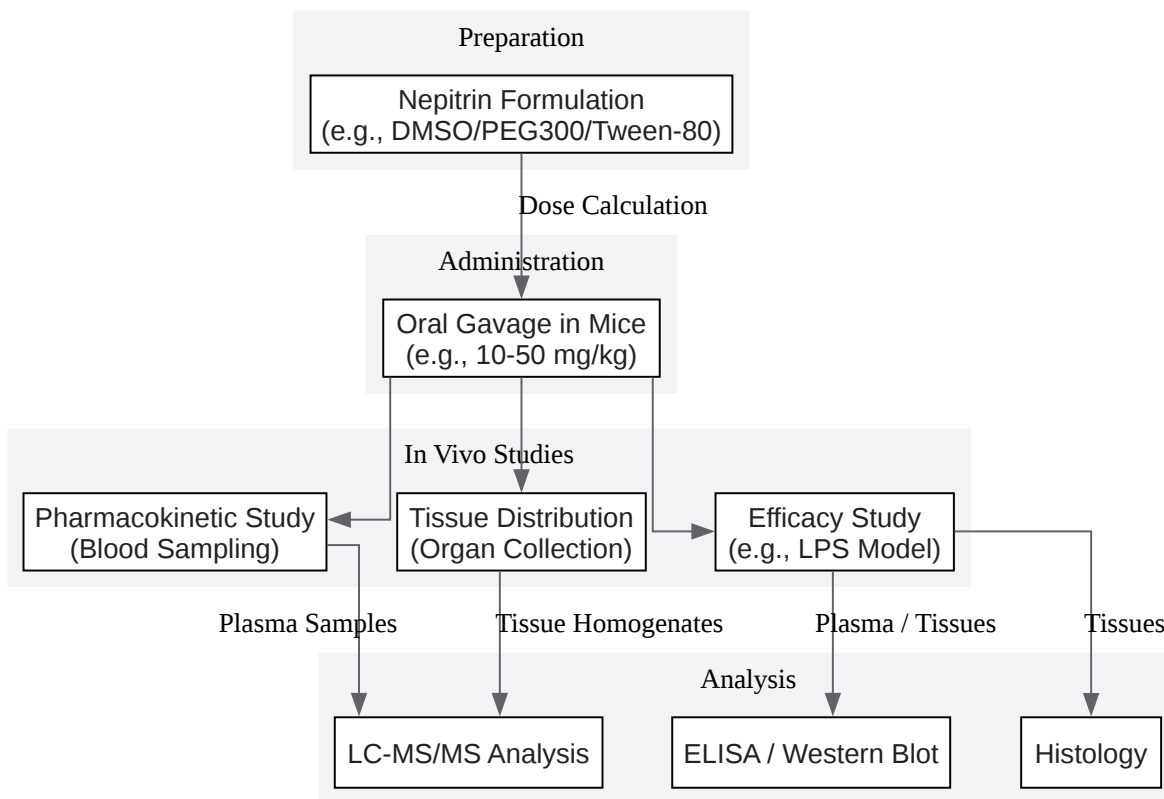 Preparation
Nepitrin Formulation
(e.g., DMSO/PEG300/Tween-80)
Dose Calculation
Administration
Oral Gavage in Mice
(e.g., 10-50 mg/kg)
In Vivo Studies
Pharmacokinetic Study
(Blood Sampling)
Tissue Distribution
(Organ Collection)
Efficacy Study
(e.g., LPS Model)
Plasma Samples
Tissue Homogenates
Plasma / Tissues
Tissues
Analysis
LC-MS/MS Analysis
ELISA / Western Blot
Histology